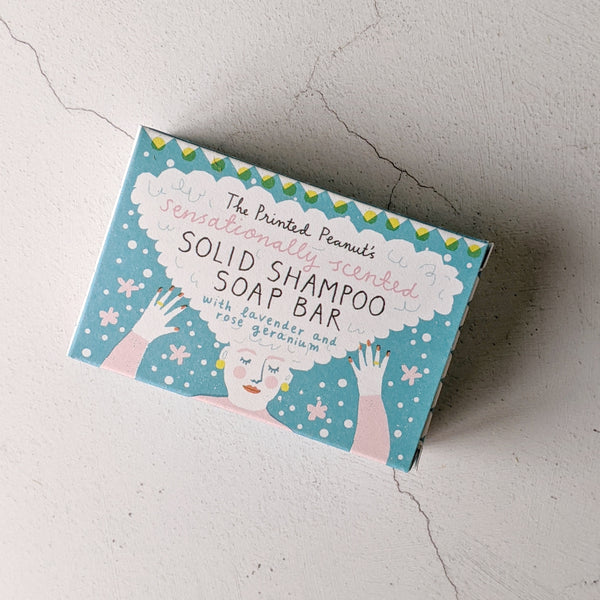 The Printed Peanut's
sensationally scented
SOLID SHAMPOO
SOAP BAR
with lavender and
rose geranium